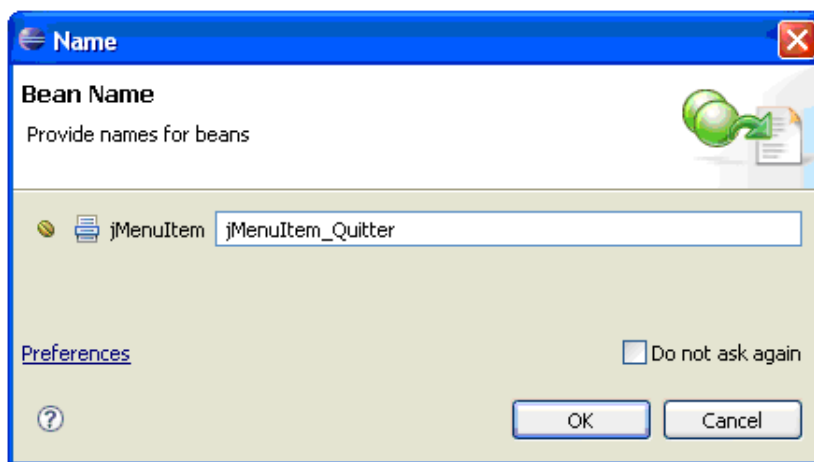 Name
Bean Name
Provide names for beans
jMenuItem jMenuItem_Quitter
Preferences Do not ask again
OK Cancel